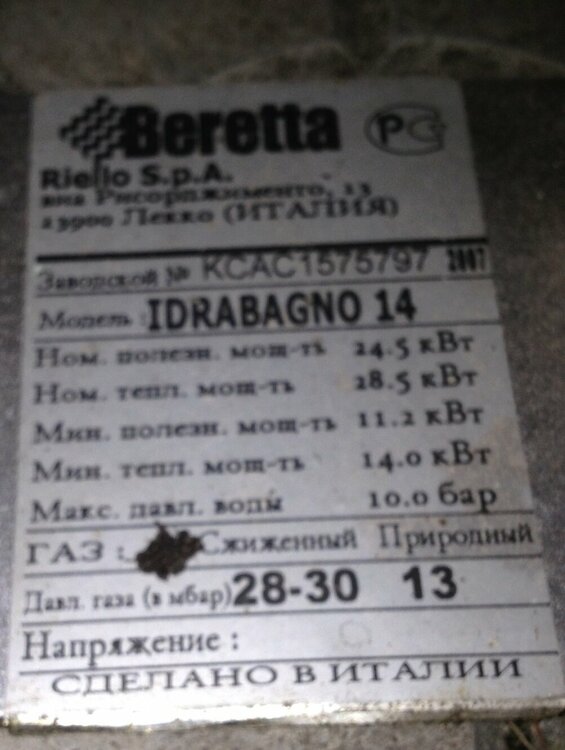 Beretta PC
Riello S.p.A.
виа Рисорджименто, 13
23900 Лекко (ИТАЛИЯ)
Заводской № KCAC1575797 2007
Модель: IDRABAGNO 14
Ном. полезн. мощ-ть 24.5 кВт
Ном. тепл. мощ-ть 28.5 кВт
Мин. полезн. мощ-ть 11.2 кВт
Мин. тепл. мощ-ть 14.0 кВт
Макс. давл. воды 10.0 бар
ГАЗ : Сжиженный Природный
Давл. газа (в мбар) 28-30 13
Напряжение :
СДЕЛАНО В ИТАЛИИ